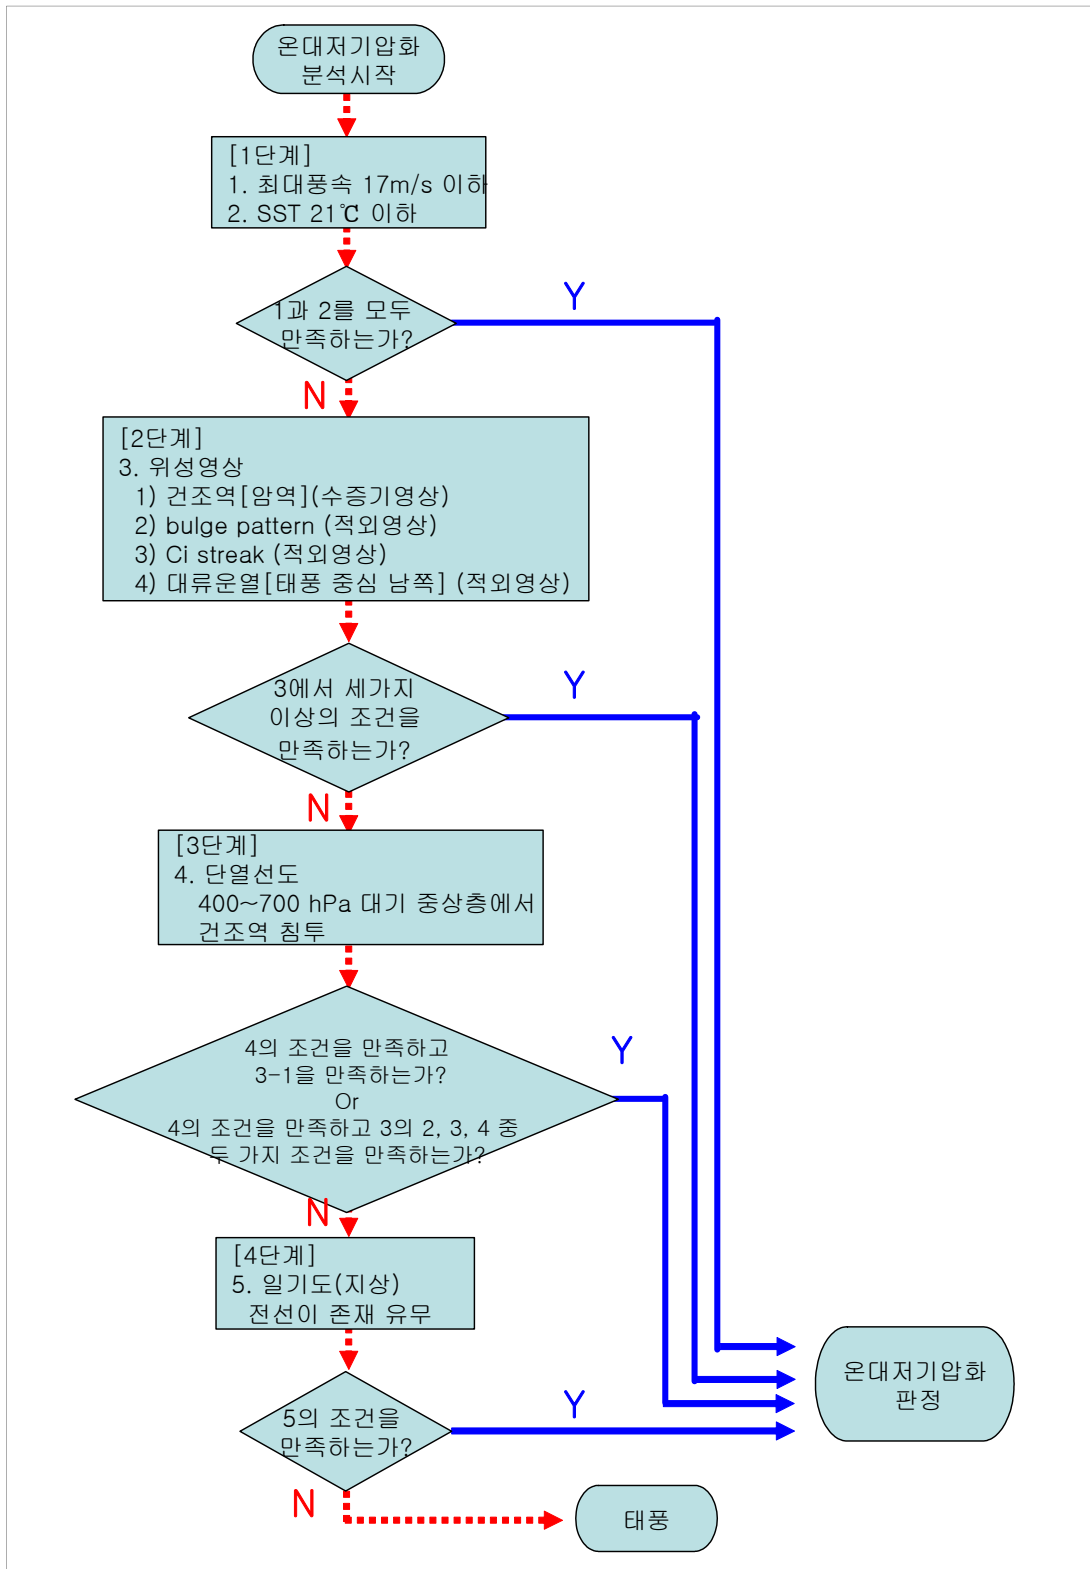 온대저기압화
분석시작
[1단계]
1. 최대풍속 17m/s 이하
2. SST 21℃ 이하
1과 2를 모두
만족하는가?
Y
N
[2단계]
3. 위성영상
1) 건조역[암역](수증기영상)
2) bulge pattern (적외영상)
3) Ci streak (적외영상)
4) 대류운열[태풍 중심 남쪽] (적외영상)
3에서 세가지
이상의 조건을
만족하는가?
Y
N
[3단계]
4. 단열선도
400~700 hPa 대기 중상층에서
건조역 침투
4의 조건을 만족하고
3-1을 만족하는가?
Or
4의 조건을 만족하고 3의 2, 3, 4 중
두 가지 조건을 만족하는가?
Y
N
[4단계]
5. 일기도(지상)
전선이 존재 유무
5의 조건을
만족하는가?
Y
N
온대저기압화
판정
태풍